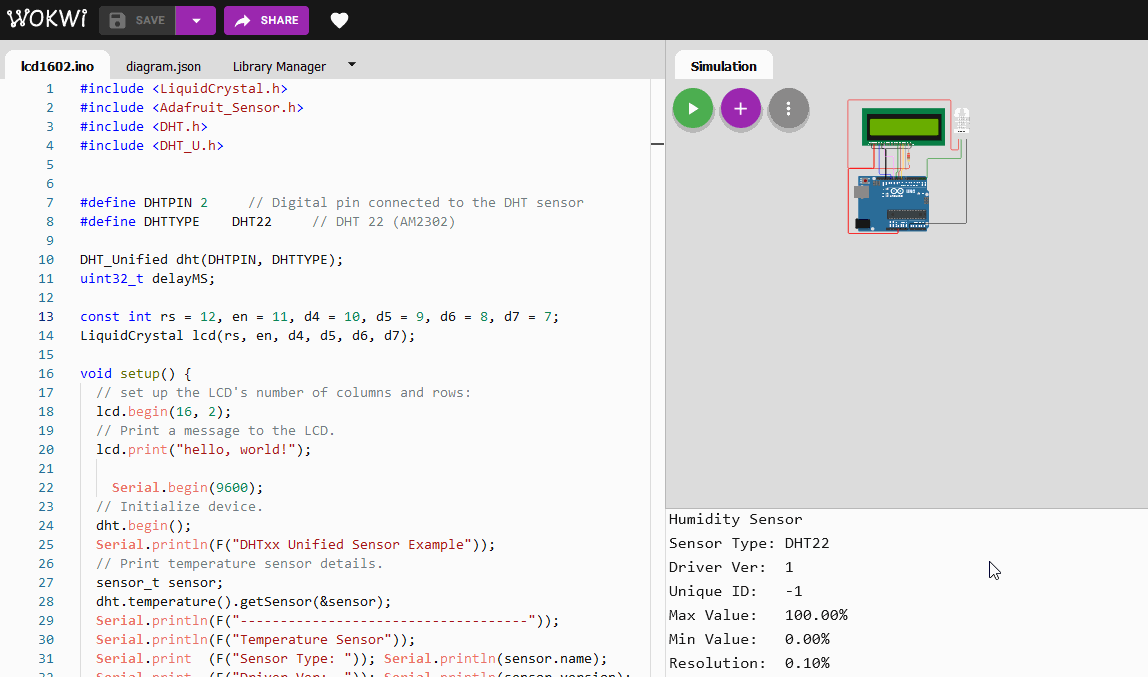 WOKWI SAVE SHARE
lcd1602.ino diagram.json Library Manager
1 #include <LiquidCrystal.h>
2 #include <Adafruit_Sensor.h>
3 #include <DHT.h>
4 #include <DHT_U.h>
5
6
7 #define DHTPIN 2     // Digital pin connected to the DHT sensor
8 #define DHTTYPE    DHT22     // DHT 22 (AM2302)
9
10 DHT_Unified dht(DHTPIN, DHTTYPE);
11 uint32_t delayMS;
12
13 const int rs = 12, en = 11, d4 = 10, d5 = 9, d6 = 8, d7 = 7;
14 LiquidCrystal lcd(rs, en, d4, d5, d6, d7);
15
16 void setup() {
17   // set up the LCD's number of columns and rows:
18   lcd.begin(16, 2);
19   // Print a message to the LCD.
20   lcd.print("hello, world!");
21
22     Serial.begin(9600);
23   // Initialize device.
24   dht.begin();
25   Serial.println(F("DHTxx Unified Sensor Example"));
26   // Print temperature sensor details.
27   sensor_t sensor;
28   dht.temperature().getSensor(&sensor);
29   Serial.println(F("------------------------------------"));
30   Serial.println(F("Temperature Sensor"));
31   Serial.print  (F("Sensor Type: ")); Serial.println(sensor.name);
32   Serial.print  (F("Driver Ver:  ")); Serial.println(sensor.version);
Simulation
Humidity Sensor
Sensor Type: DHT22
Driver Ver:  1
Unique ID:   -1
Max Value:   100.00%
Min Value:   0.00%
Resolution:  0.10%